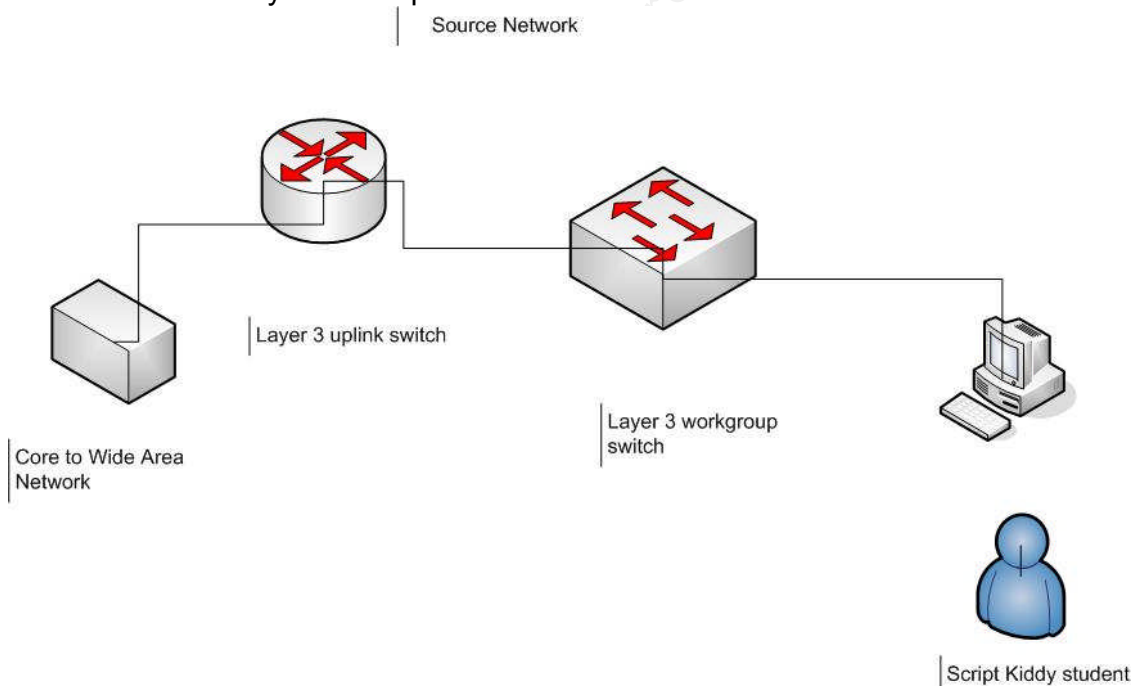 Source Network
Layer 3 uplink switch
Layer 3 workgroup
switch
Core to Wide Area
Network
Script Kiddy student